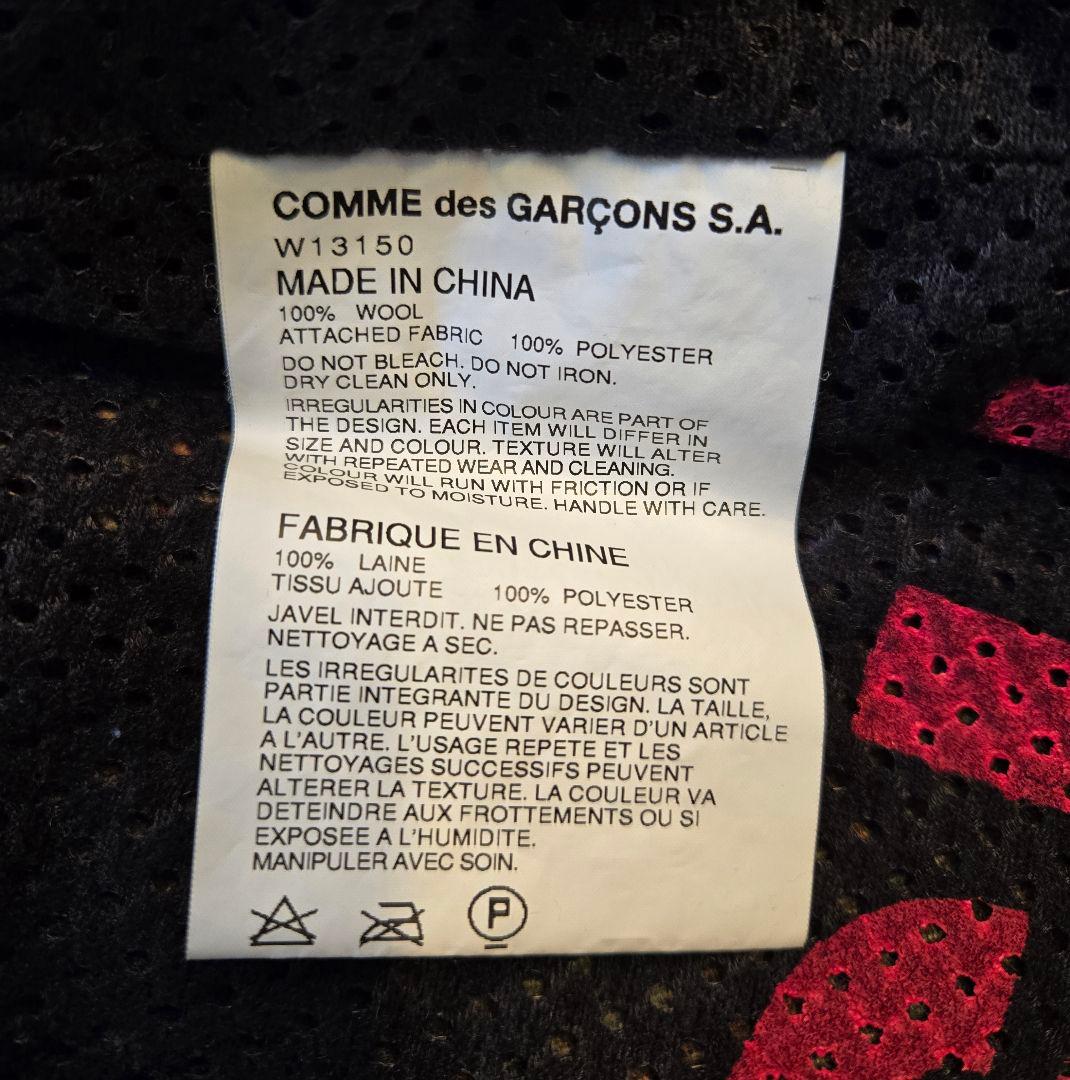 COMME des GARÇONS S.A.
W13150
MADE IN CHINA
100% WOOL
ATTACHED FABRIC 100% POLYESTER
DO NOT BLEACH. DO NOT IRON.
DRY CLEAN ONLY.
IRREGULARITIES IN COLOUR ARE PART OF
THE DESIGN. EACH ITEM WILL DIFFER IN
SIZE AND COLOUR. TEXTURE WILL ALTER
WITH REPEATED WEAR AND CLEANING.
COLOUR WILL RUN WITH FRICTION OR IF
EXPOSED TO MOISTURE. HANDLE WITH CARE.
FABRIQUE EN CHINE
100% LAINE
TISSU AJOUTE 100% POLYESTER
JAVEL INTERDIT. NE PAS REPASSER.
NETTOYAGE A SEC.
LES IRREGULARITES DE COULEURS SONT
PARTIE INTEGRANTE DU DESIGN. LA TAILLE,
LA COULEUR PEUVENT VARIER D'UN ARTICLE
A L'AUTRE. L'USAGE REPETE ET LES
NETTOYAGES SUCCESSIFS PEUVENT
ALTERER LA TEXTURE. LA COULEUR VA
DETEINDRE AUX FROTTEMENTS OU SI
EXPOSEE A L'HUMIDITE.
MANIPULER AVEC SOIN.
P